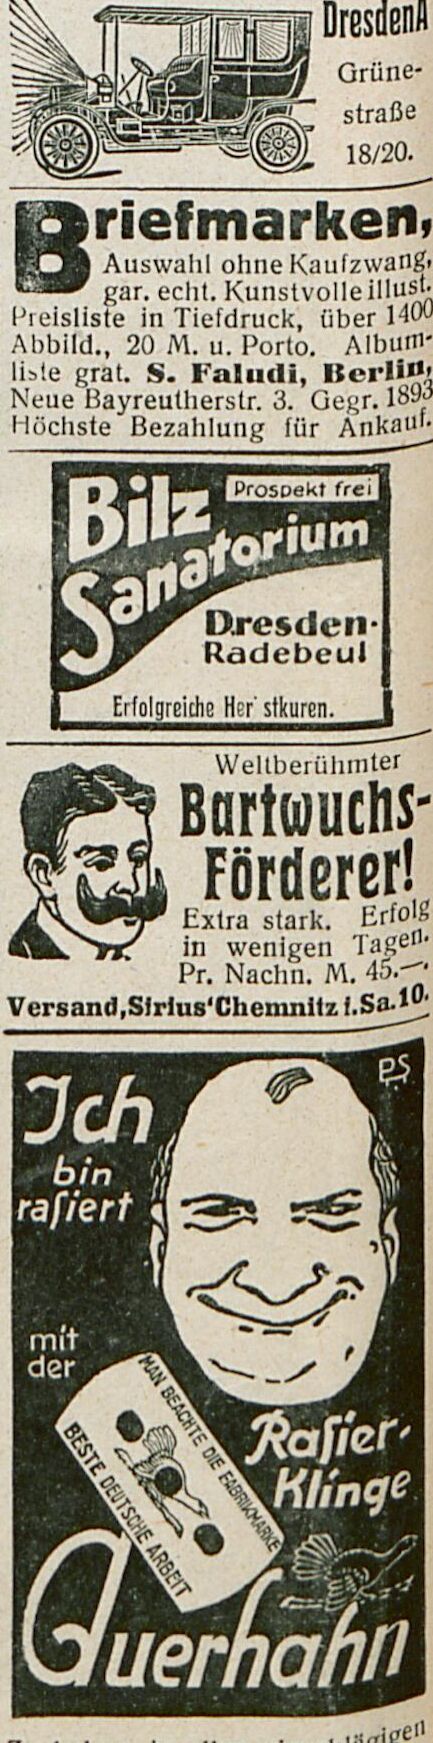 DresdenA
Grüne-
straße
18/20.
Briefmarken,
Auswahl ohne Kaufzwang,
gar. echt. Kunstvolle illust.
Preisliste in Tiefdruck, über 1400
Abbild., 20 M. u. Porto. Album-
liste grat. S. Faludi, Berlin,
Neue Bayreutherstr. 3. Gegr. 1893
Höchste Bezahlung für Ankauf.
Bilz
Prospekt frei
Sanatorium
Dresden-
Radebeul
Erfolgreiche Her stkuren.
Weltberühmter
Bartwuchs-
Förderer!
Extra stark. Erfolg
in wenigen Tagen.
Pr. Nachn. M. 45.—.
Versand,Sirius'Chemnitz i.Sa.10.
PS
Ich
bin
raſiert
mit
der
MAN BEACHTE DIE FABRIKMARKE
BESTE DEUTSCHE ARBEIT
Raſier-
Klinge
Auerhahn